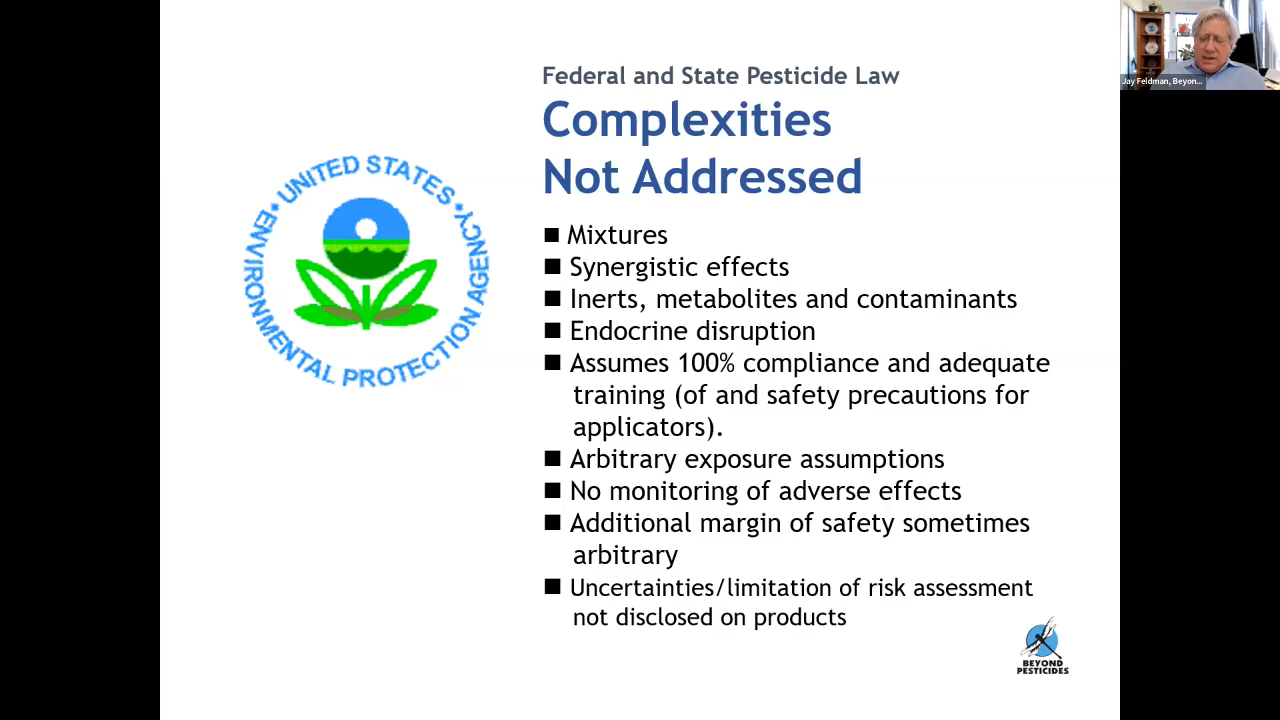 Federal and State Pesticide Law
Complexities
Not Addressed
UNITED STATES
ENVIRONMENTAL PROTECTION AGENCY
■ Mixtures
■ Synergistic effects
■ Inerts, metabolites and contaminants
■ Endocrine disruption
■ Assumes 100% compliance and adequate
training (of and safety precautions for
applicators).
■ Arbitrary exposure assumptions
■ No monitoring of adverse effects
■ Additional margin of safety sometimes
arbitrary
■ Uncertainties/limitation of risk assessment
not disclosed on products
BEYOND
PESTICIDES
Jay Feldman, Beyon...